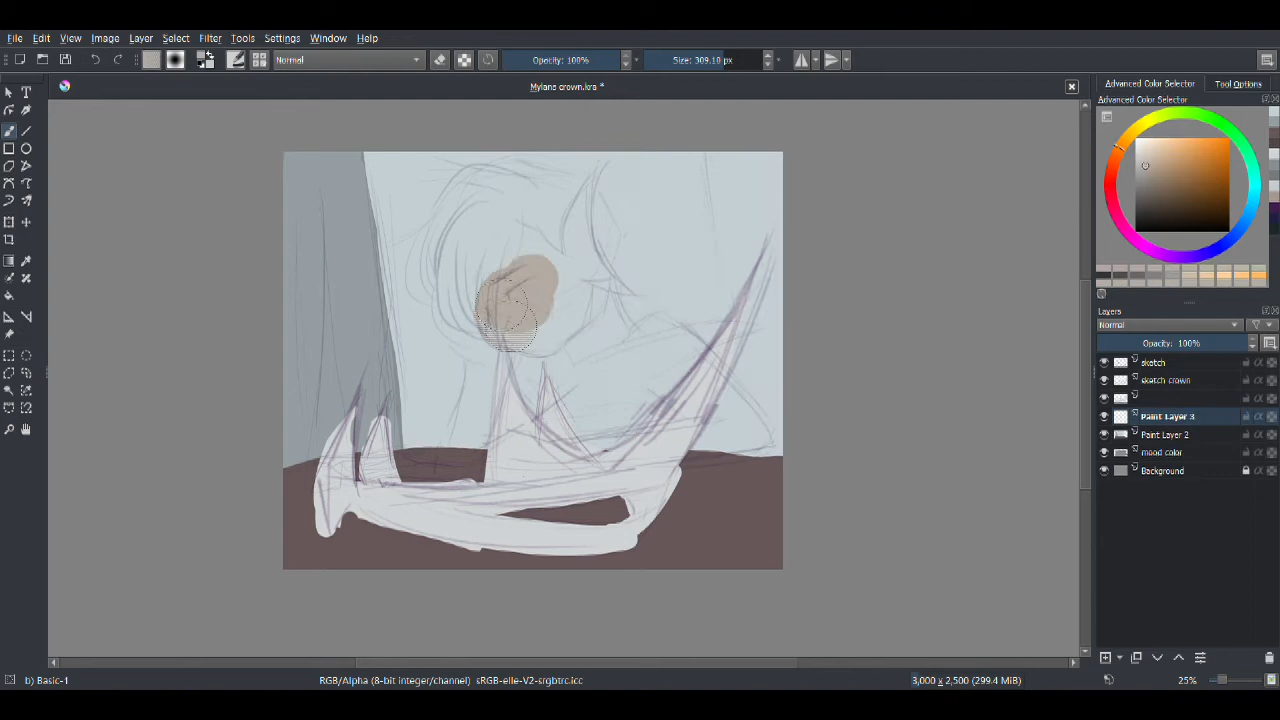 File Edit View Image Layer Select Filter Tools Settings Window Help
Normal
Opacity: 100%
Size: 309.10 px
Mylane crown.kra *
Advanced Color Selector
Tool Options
Advanced Color Selector
Layers
Normal
Opacity: 100%
sketch
sketch crown
Paint Layer 3
Paint Layer 2
mood color
Background
b) Basic-1
RGB/Alpha (8-bit integer/channel) sRGB-elle-V2-srgbtrc.icc
3,000 x 2,500 (299.4 MiB)
25%